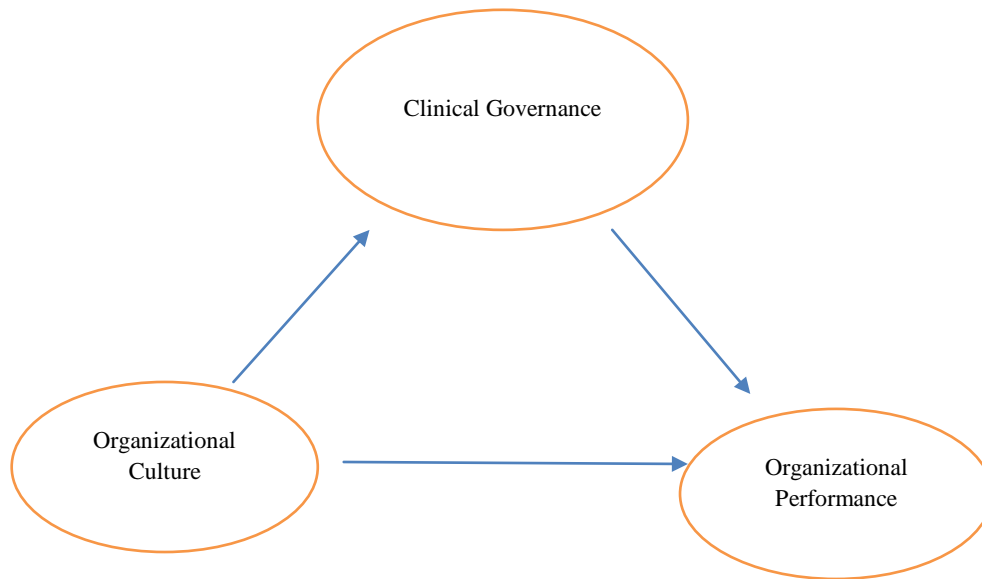 Clinical Governance
Organizational
Culture
Organizational
Performance